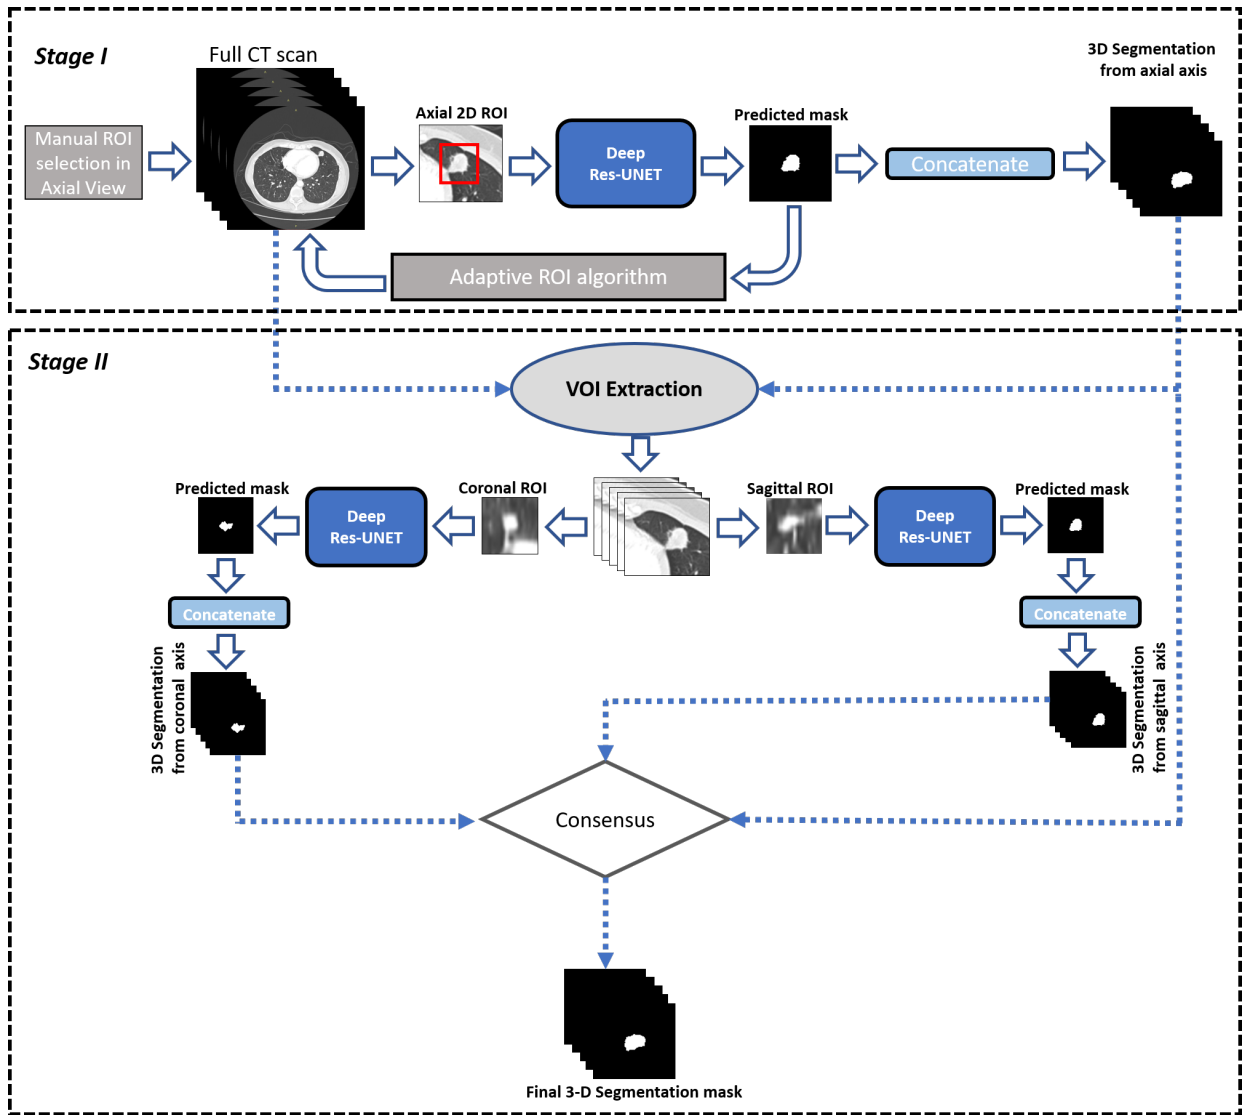 Stage I
Full CT scan
3D Segmentation
from axial axis
Manual ROI
selection in
Axial View
Axial 2D ROI
Deep
Res-UNET
Predicted mask
Concatenate
Adaptive ROI algorithm
Stage II
VOI Extraction
Predicted mask
Deep
Res-UNET
Coronal ROI
Sagittal ROI
Deep
Res-UNET
Predicted mask
Concatenate
Concatenate
3D Segmentation
from coronal axis
3D Segmentation
from sagittal axis
Consensus
Final 3-D Segmentation mask